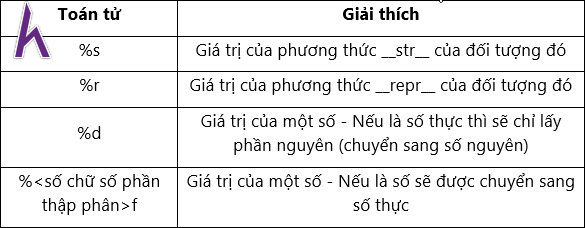 Toán tử
Giải thích
%s
Giá trị của phương thức __str__ của đối tượng đó
%r
Giá trị của phương thức __repr__ của đối tượng đó
%d
Giá trị của một số - Nếu là số thực thì sẽ chỉ lấy
phần nguyên (chuyển sang số nguyên)
%<số chữ số phần
thập phân>f
Giá trị của một số - Nếu là số sẽ được chuyển sang
số thực